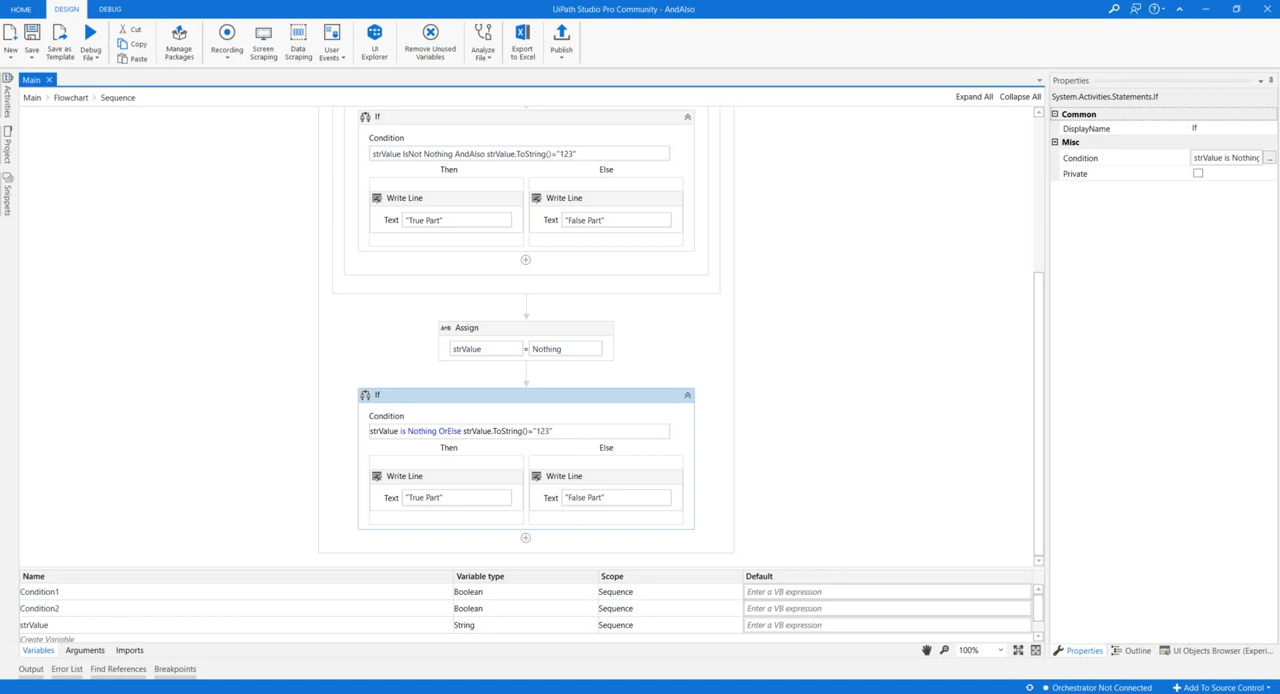 HOME DESIGN DEBUG UiPath Studio Pro Community - AndAlso
New Save Save as Template Debug File Cut Copy Paste Manage Packages Recording Screen Scraping Data Scraping User Events UI Explorer Remove Unused Variables Analyze File Export to Excel Publish
Main
Main Flowchart Sequence Expand All Collapse All
Activities
Project
Snippets
If
Condition
strValue IsNot Nothing AndAlso strValue.ToString()="123"
Then Else
Write Line Write Line
Text "True Part" Text "False Part"
A+B Assign
strValue = Nothing
If
Condition
strValue is Nothing OrElse strValue.ToString()="123"
Then Else
Write Line Write Line
Text "True Part" Text "False Part"
Properties
System.Activities.Statements.If
Common
DisplayName If
Misc
Condition strValue is Nothing ...
Private
Name Variable type Scope Default
Condition1 Boolean Sequence Enter a VB expression
Condition2 Boolean Sequence Enter a VB expression
strValue String Sequence Enter a VB expression
Create Variable
Variables Arguments Imports 100% Properties Outline UI Objects Browser (Experi...
Output Error List Find References Breakpoints
Orchestrator Not Connected Add To Source Control